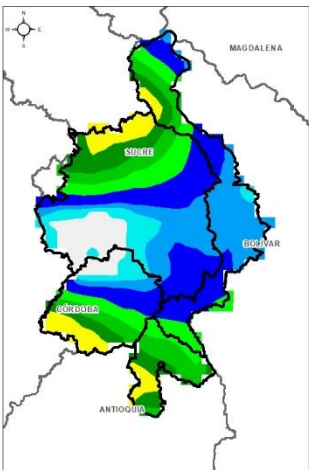 N
W E
S
MAGDALENA
SUCRE
BOLÍVAR
CÓRDOBA
ANTIOQUIA